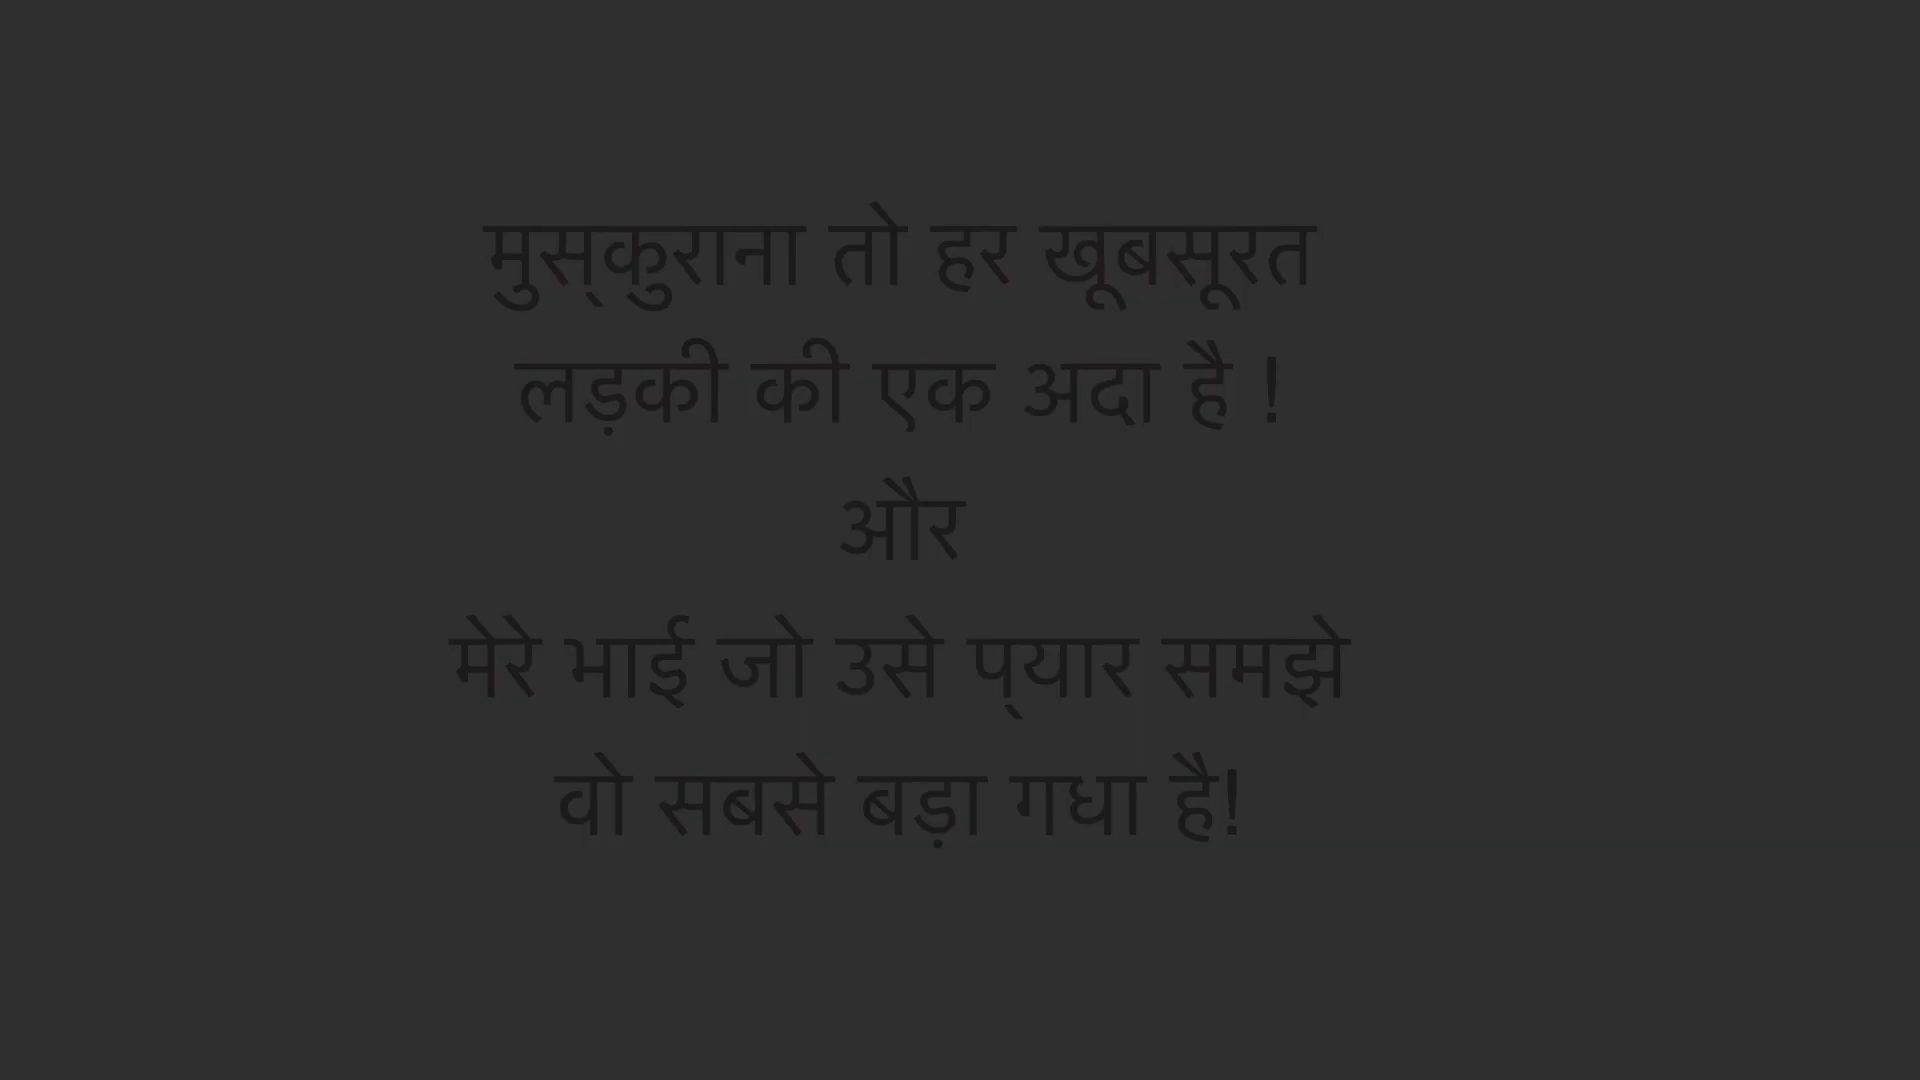 मुस्कुराना तो हर खूबसूरत
लड़की की एक अदा है !
और
मेरे भाई जो उसे प्यार समझे
वो सबसे बड़ा गधा है!